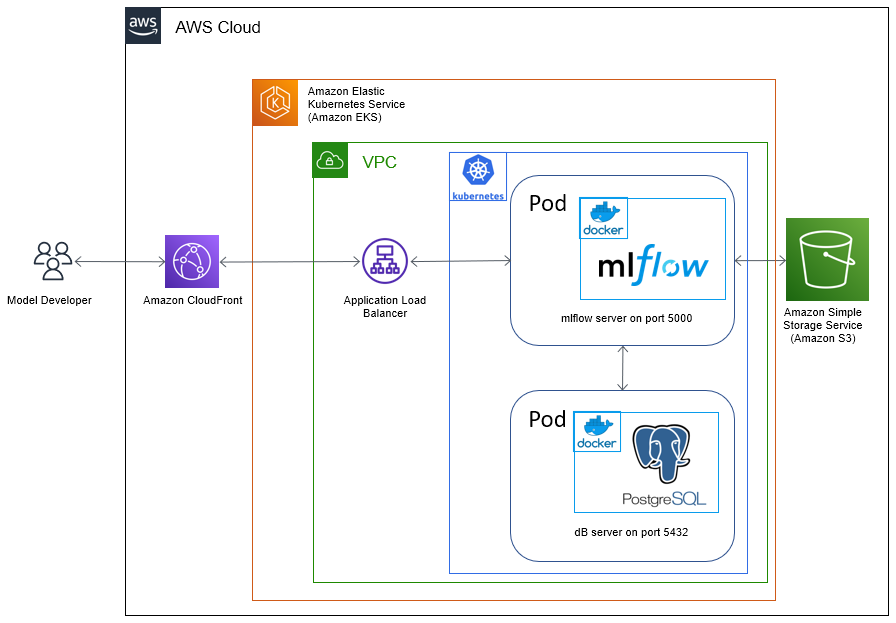 aws
AWS Cloud
Amazon Elastic
Kubernetes Service
(Amazon EKS)
VPC
kubernetes
Pod
docker
mlflow
mlflow server on port 5000
Model Developer
Amazon CloudFront
Application Load
Balancer
Amazon Simple
Storage Service
(Amazon S3)
Pod
docker
PostgreSQL
dB server on port 5432